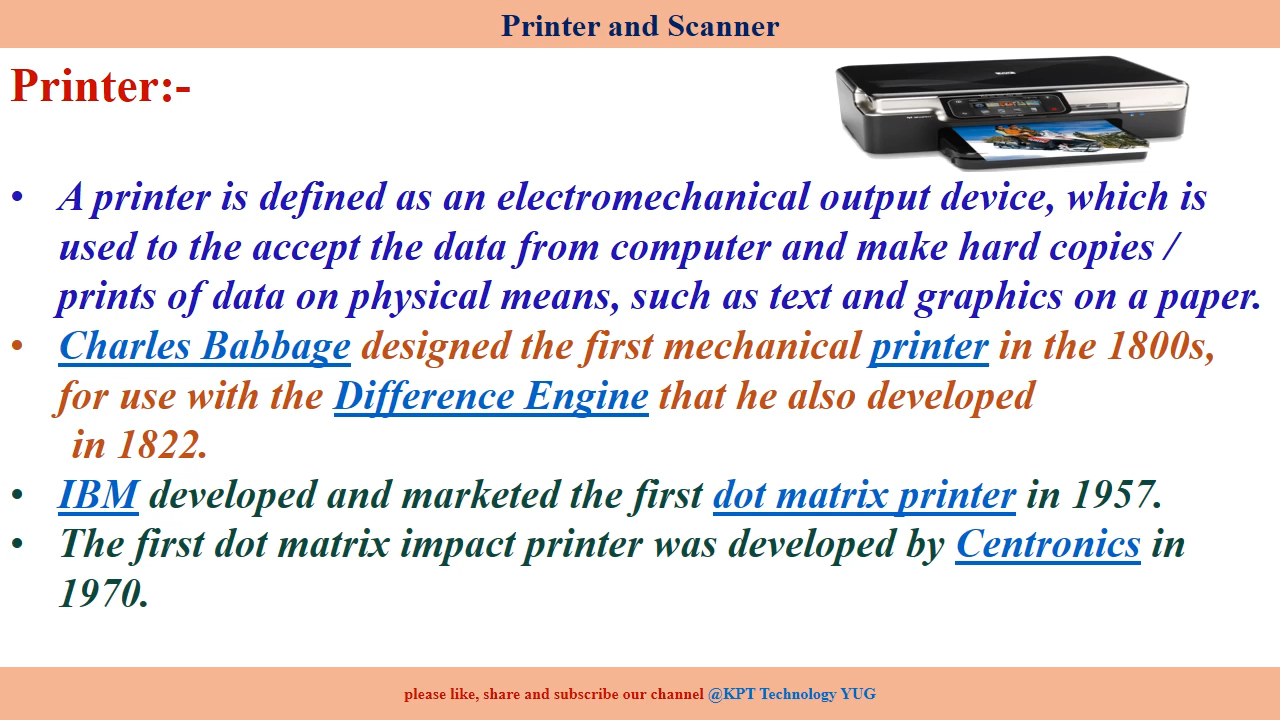 Printer and Scanner
Printer:-
• A printer is defined as an electromechanical output device, which is
used to the accept the data from computer and make hard copies /
prints of data on physical means, such as text and graphics on a paper.
• Charles Babbage designed the first mechanical printer in the 1800s,
for use with the Difference Engine that he also developed
in 1822.
• IBM developed and marketed the first dot matrix printer in 1957.
• The first dot matrix impact printer was developed by Centronics in
1970.
please like, share and subscribe our channel @KPT Technology YUG